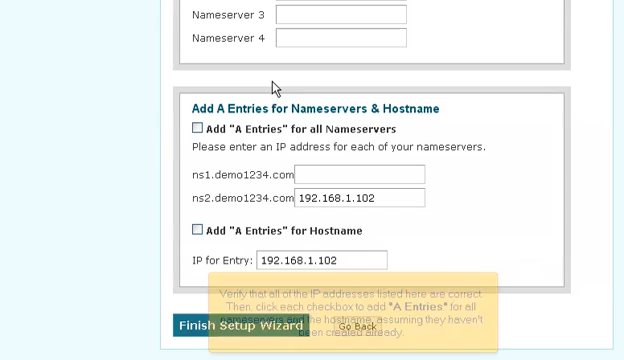 Nameserver 3
Nameserver 4
Add A Entries for Nameservers & Hostname
Add "A Entries" for all Nameservers
Please enter an IP address for each of your nameservers.
ns1.demo1234.com
ns2.demo1234.com 192.168.1.102
Add "A Entries" for Hostname
IP for Entry: 192.168.1.102
Verify that all of the IP addresses listed here are correct.
Then, click each checkbox to add "A Entries" for all
nameservers and the hostname, assuming they haven't
been created already.
Finish Setup Wizard Go Back